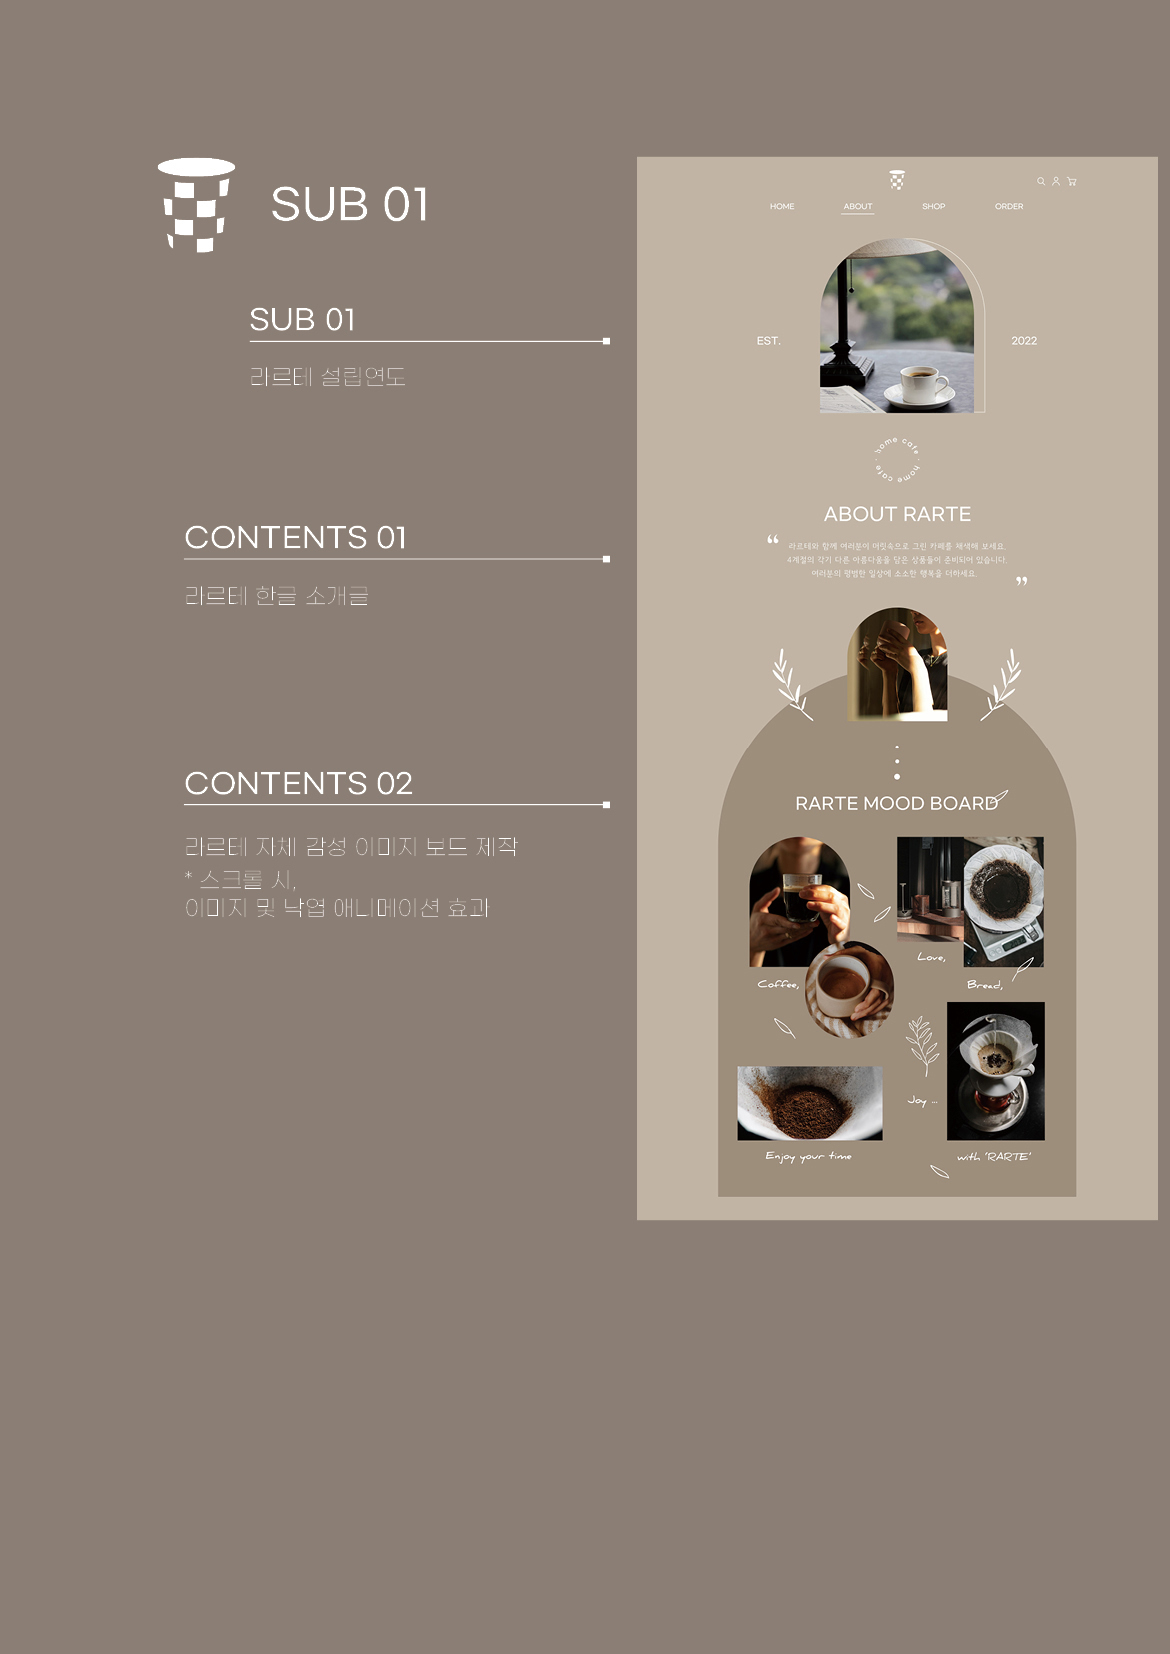 SUB 01
SUB 01
라르테 설립연도
CONTENTS 01
라르테 한글 소개글
CONTENTS 02
라르테 자체 감성 이미지 보드 제작
* 스크롤 시,
이미지 및 낙엽 애니메이션 효과
HOME ABOUT SHOP ORDER
EST. 2022
home cafe · home cafe ·
ABOUT RARTE
“ 라르테와 함께 여러분이 머릿속으로 그린 카페를 채색해 보세요.
4계절의 각기 다른 아름다움을 담은 상품들이 준비되어 있습니다.
여러분의 평범한 일상에 소소한 행복을 더하세요. ”
RARTE MOOD BOARD
Love,
Coffee,
Bread,
Joy ...
Enjoy your time
with 'RARTE'